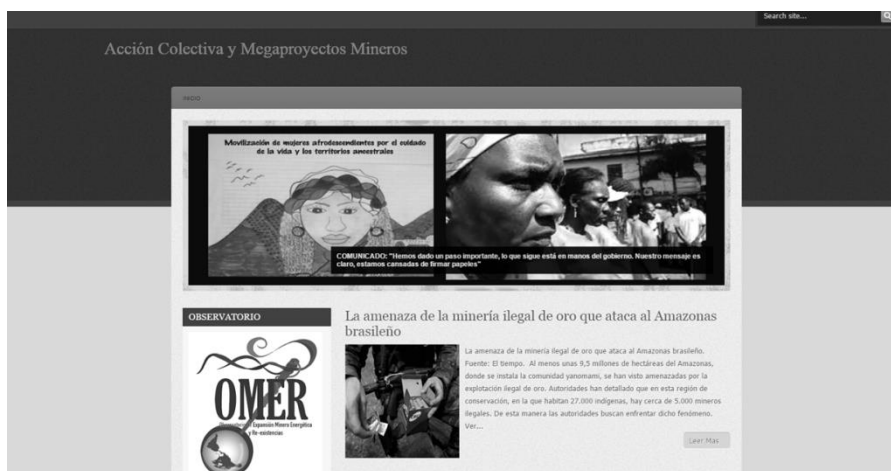 Search site...
Acción Colectiva y Megaproyectos Mineros
INICIO
Movilización de mujeres afrodescendientes por el cuidado
de la vida y los territorios ancestrales
COMUNICADO: "Hemos dado un paso importante, lo que sigue está en manos del gobierno. Nuestro mensaje es
claro, estamos cansadas de firmar papeles"
OBSERVATORIO
OMER
Expansión Minero Energética
y Re-existencias
La amenaza de la minería ilegal de oro que ataca al Amazonas
brasileño
La amenaza de la minería ilegal de oro que ataca al Amazonas brasileño.
Fuente: El tiempo. Al menos unas 9,5 millones de hectáreas del Amazonas,
donde se instala la comunidad yanomami, se han visto amenazadas por la
explotación ilegal de oro. Autoridades han detallado que en esta región de
conservación, en la que habitan 27.000 indígenas, hay cerca de 5.000 mineros
ilegales. De esta manera las autoridades buscan enfrentar dicho fenómeno.
Ver...
Leer Mas